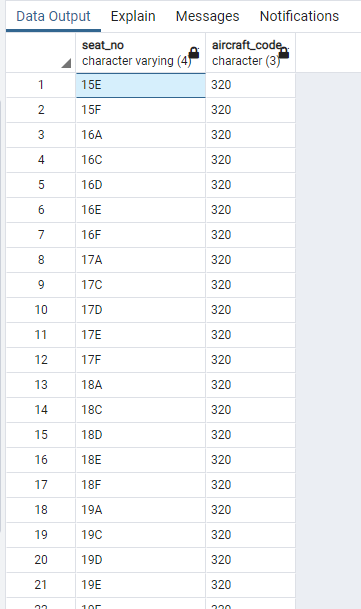 Data Output Explain Messages Notifications
seat_no aircraft_code
character varying (4) character (3)
1 15E 320
2 15F 320
3 16A 320
4 16C 320
5 16D 320
6 16E 320
7 16F 320
8 17A 320
9 17C 320
10 17D 320
11 17E 320
12 17F 320
13 18A 320
14 18C 320
15 18D 320
16 18E 320
17 18F 320
18 19A 320
19 19C 320
20 19D 320
21 19E 320